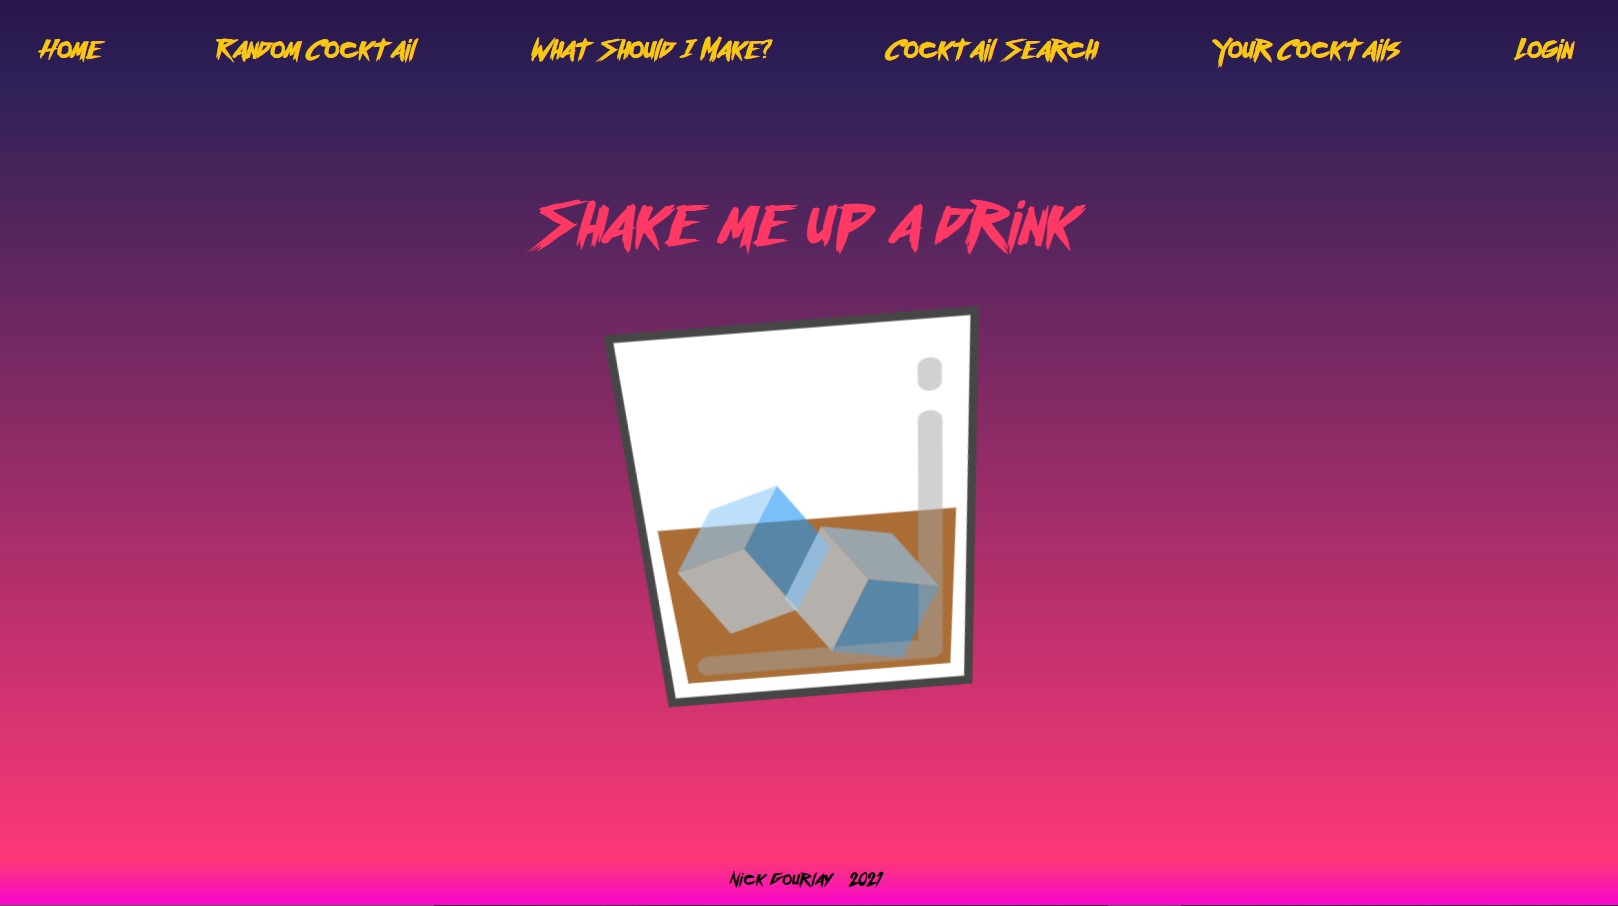 Home Random Cocktail What Should I Make? Cocktail Search Your Cocktails Login
Shake me up a drink
Nick Gourlay 2021